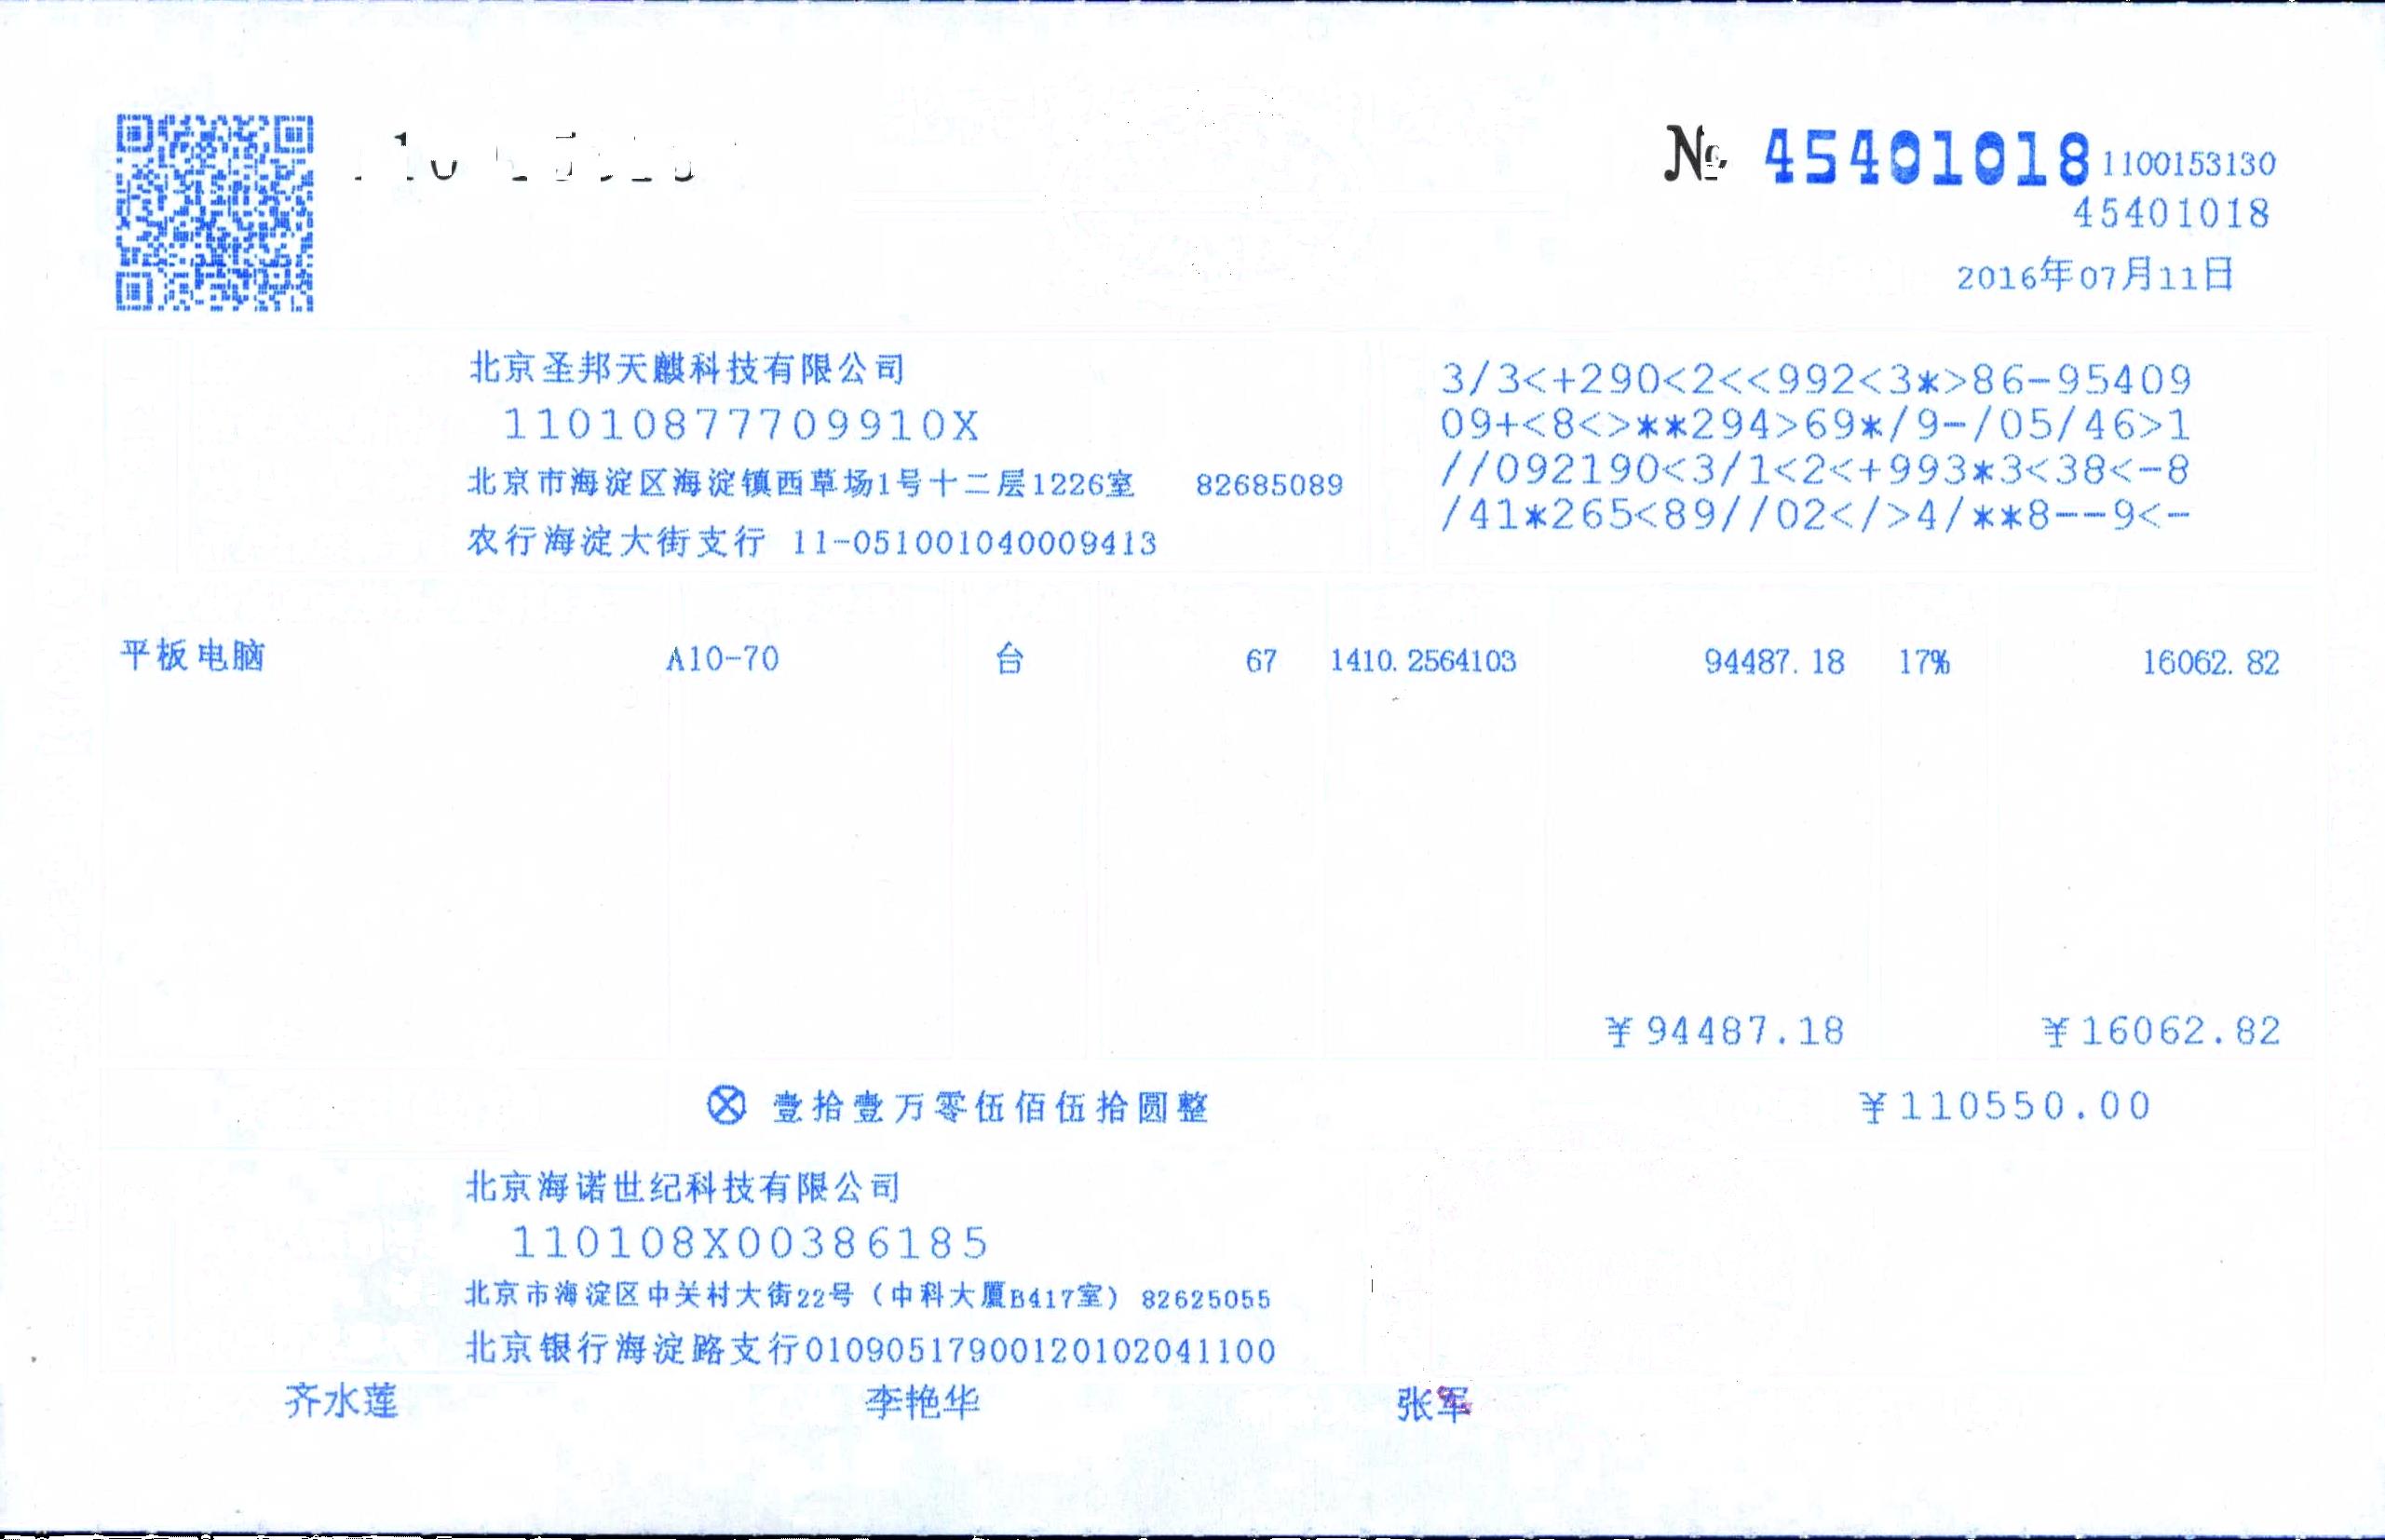 № 45401018 1100153130
45401018
2016年07月11日
北京圣邦天麒科技有限公司
11010877709910X
北京市海淀区海淀镇西草场1号十二层1226室 82685089
农行海淀大街支行 11-051001040009413
3/3<+290<2<<992<3*>86-95409
09+<8<>**294>69*/9-/05/46>1
//092190<3/1<2<+993*3<38<-8
/41*265<89//02</>4/**8--9<-
平板电脑 A10-70 台 67 1410.2564103 94487.18 17% 16062.82
¥94487.18 ¥16062.82
ⓧ 壹拾壹万零伍佰伍拾圆整 ¥110550.00
北京海诺世纪科技有限公司
110108X00386185
北京市海淀区中关村大街22号（中科大厦B417室）82625055
北京银行海淀路支行01090517900120102041100
齐水莲 李艳华 张军